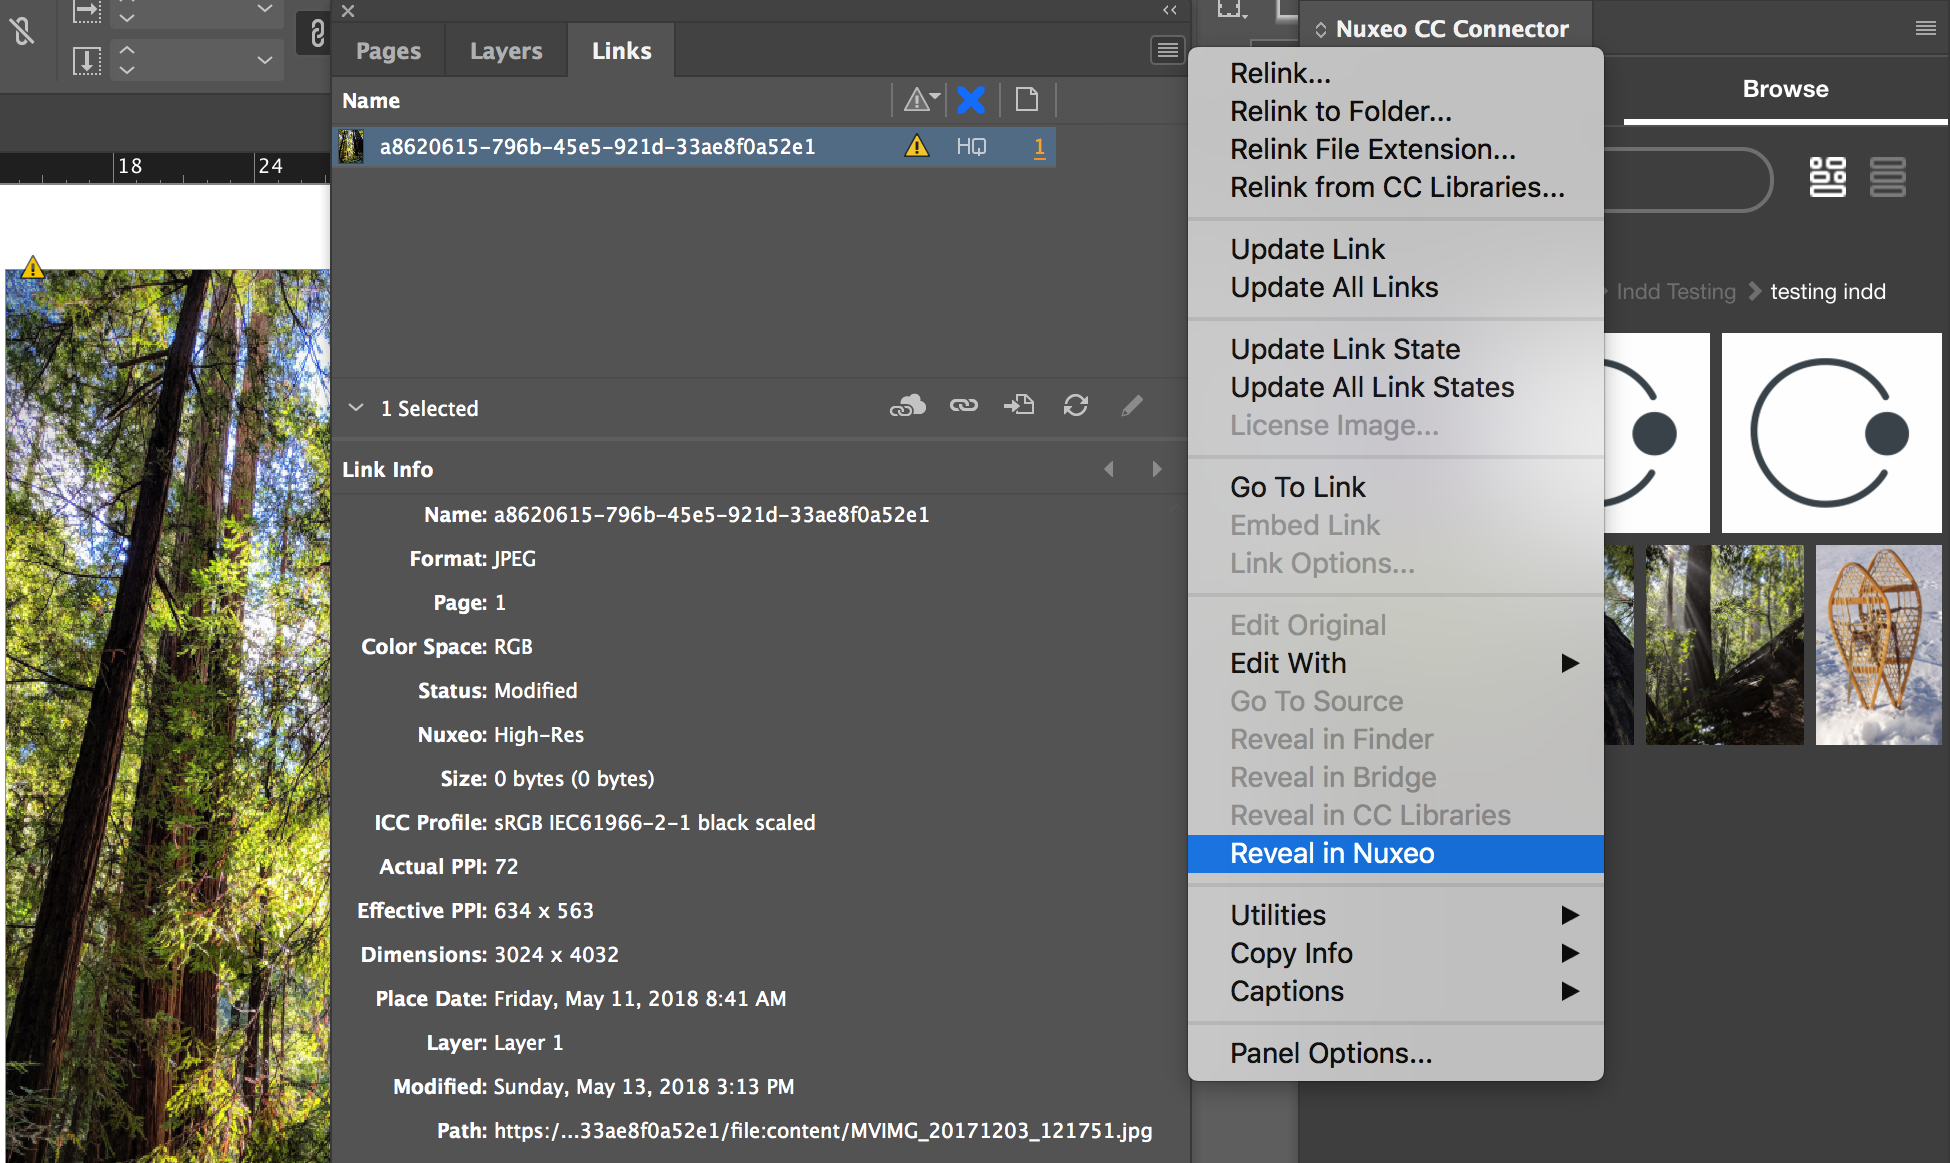 Pages
Layers
Links
Nuxeo CC Connector
Browse
Name
a8620615-796b-45e5-921d-33ae8f0a52e1
HQ
1
18
24
1 Selected
Link Info
Name: a8620615-796b-45e5-921d-33ae8f0a52e1
Format: JPEG
Page: 1
Color Space: RGB
Status: Modified
Nuxeo: High-Res
Size: 0 bytes (0 bytes)
ICC Profile: sRGB IEC61966-2-1 black scaled
Actual PPI: 72
Effective PPI: 634 x 563
Dimensions: 3024 x 4032
Place Date: Friday, May 11, 2018 8:41 AM
Layer: Layer 1
Modified: Sunday, May 13, 2018 3:13 PM
Path: https:/...33ae8f0a52e1/file:content/MVIMG_20171203_121751.jpg
Relink...
Relink to Folder...
Relink File Extension...
Relink from CC Libraries...
Update Link
Update All Links
Update Link State
Update All Link States
License Image...
Go To Link
Embed Link
Link Options...
Edit Original
Edit With
Go To Source
Reveal in Finder
Reveal in Bridge
Reveal in CC Libraries
Reveal in Nuxeo
Utilities
Copy Info
Captions
Panel Options...
Indd Testing
testing indd